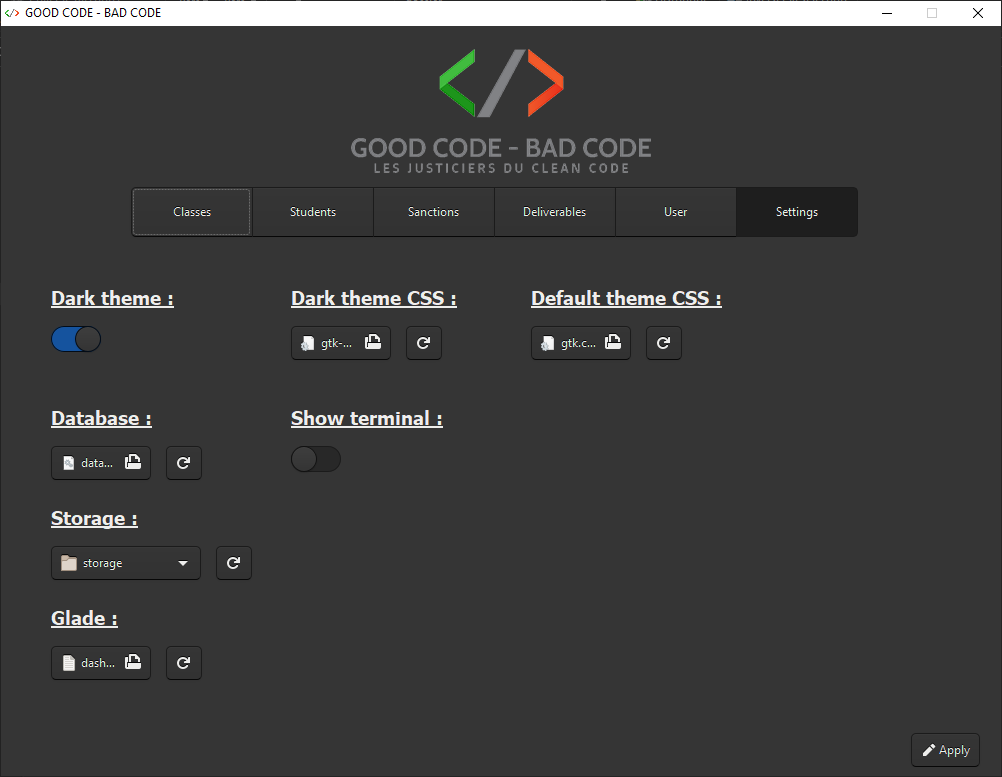 GOOD CODE - BAD CODE
</>
GOOD CODE - BAD CODE
LES JUSTICIERS DU CLEAN CODE
Classes
Students
Sanctions
Deliverables
User
Settings
Dark theme :
Dark theme CSS :
Default theme CSS :
gtk-...
gtk.c...
Database :
Show terminal :
data...
Storage :
storage
Glade :
dash...
Apply